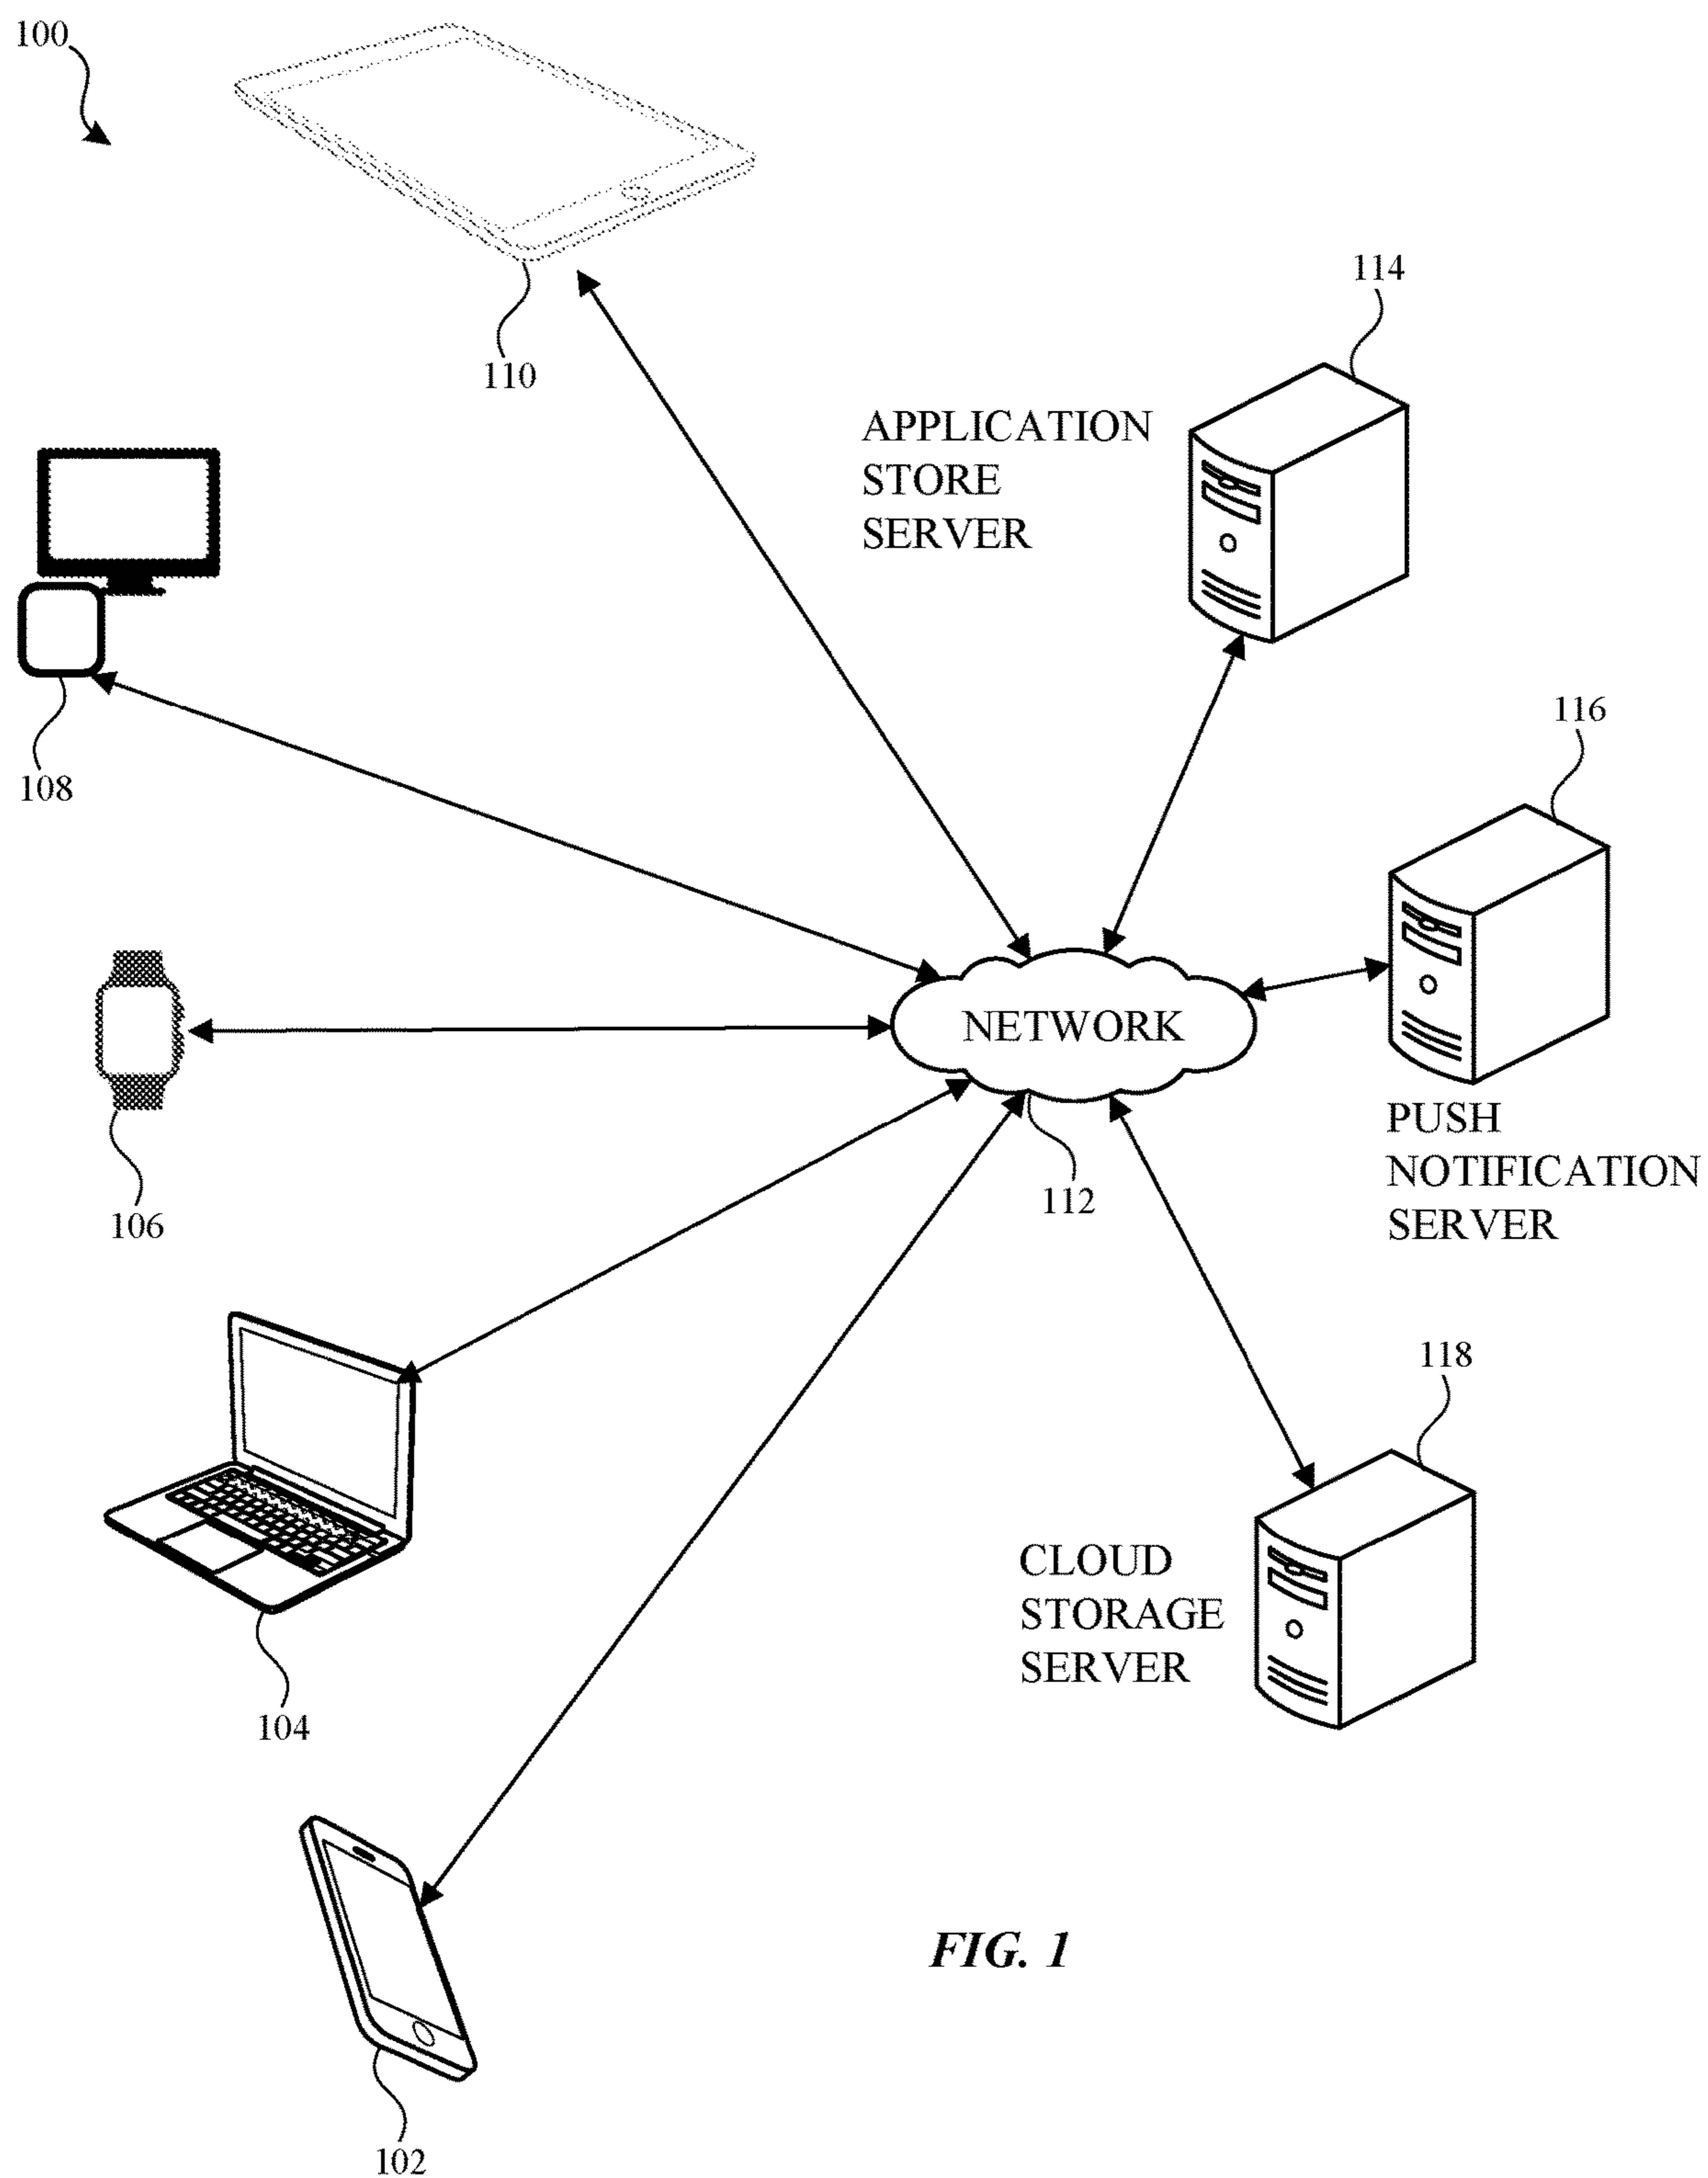 100
110
114
APPLICATION
STORE
SERVER
108
116
NETWORK
PUSH
NOTIFICATION
SERVER
112
106
118
CLOUD
STORAGE
SERVER
104
FIG. 1
102